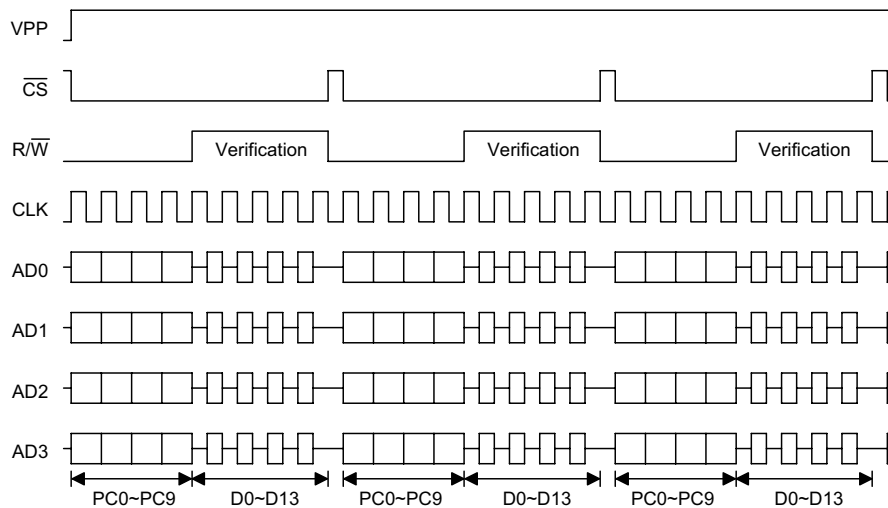 VPP
C̅S̅
R/W̅
Verification Verification Verification
CLK
AD0
AD1
AD2
AD3
PC0~PC9 D0~D13 PC0~PC9 D0~D13 PC0~PC9 D0~D13